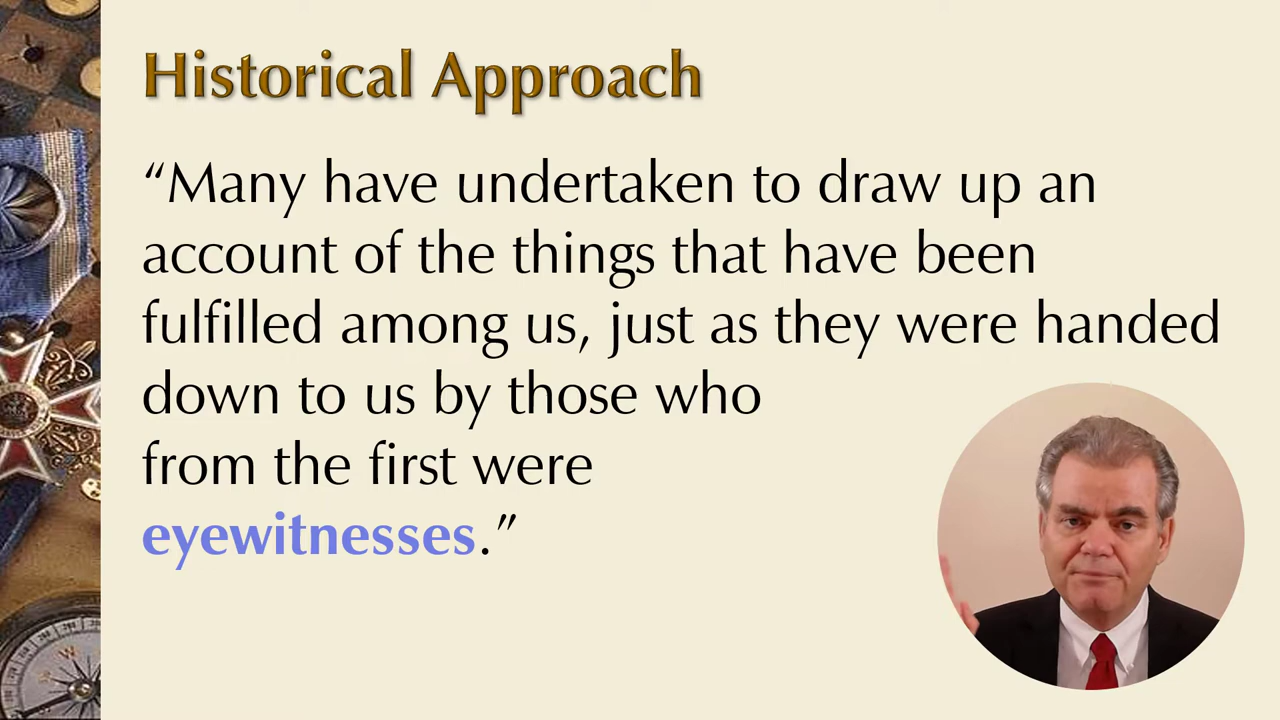 Historical Approach
“Many have undertaken to draw up an
account of the things that have been
fulfilled among us, just as they were handed
down to us by those who
from the first were
eyewitnesses.”